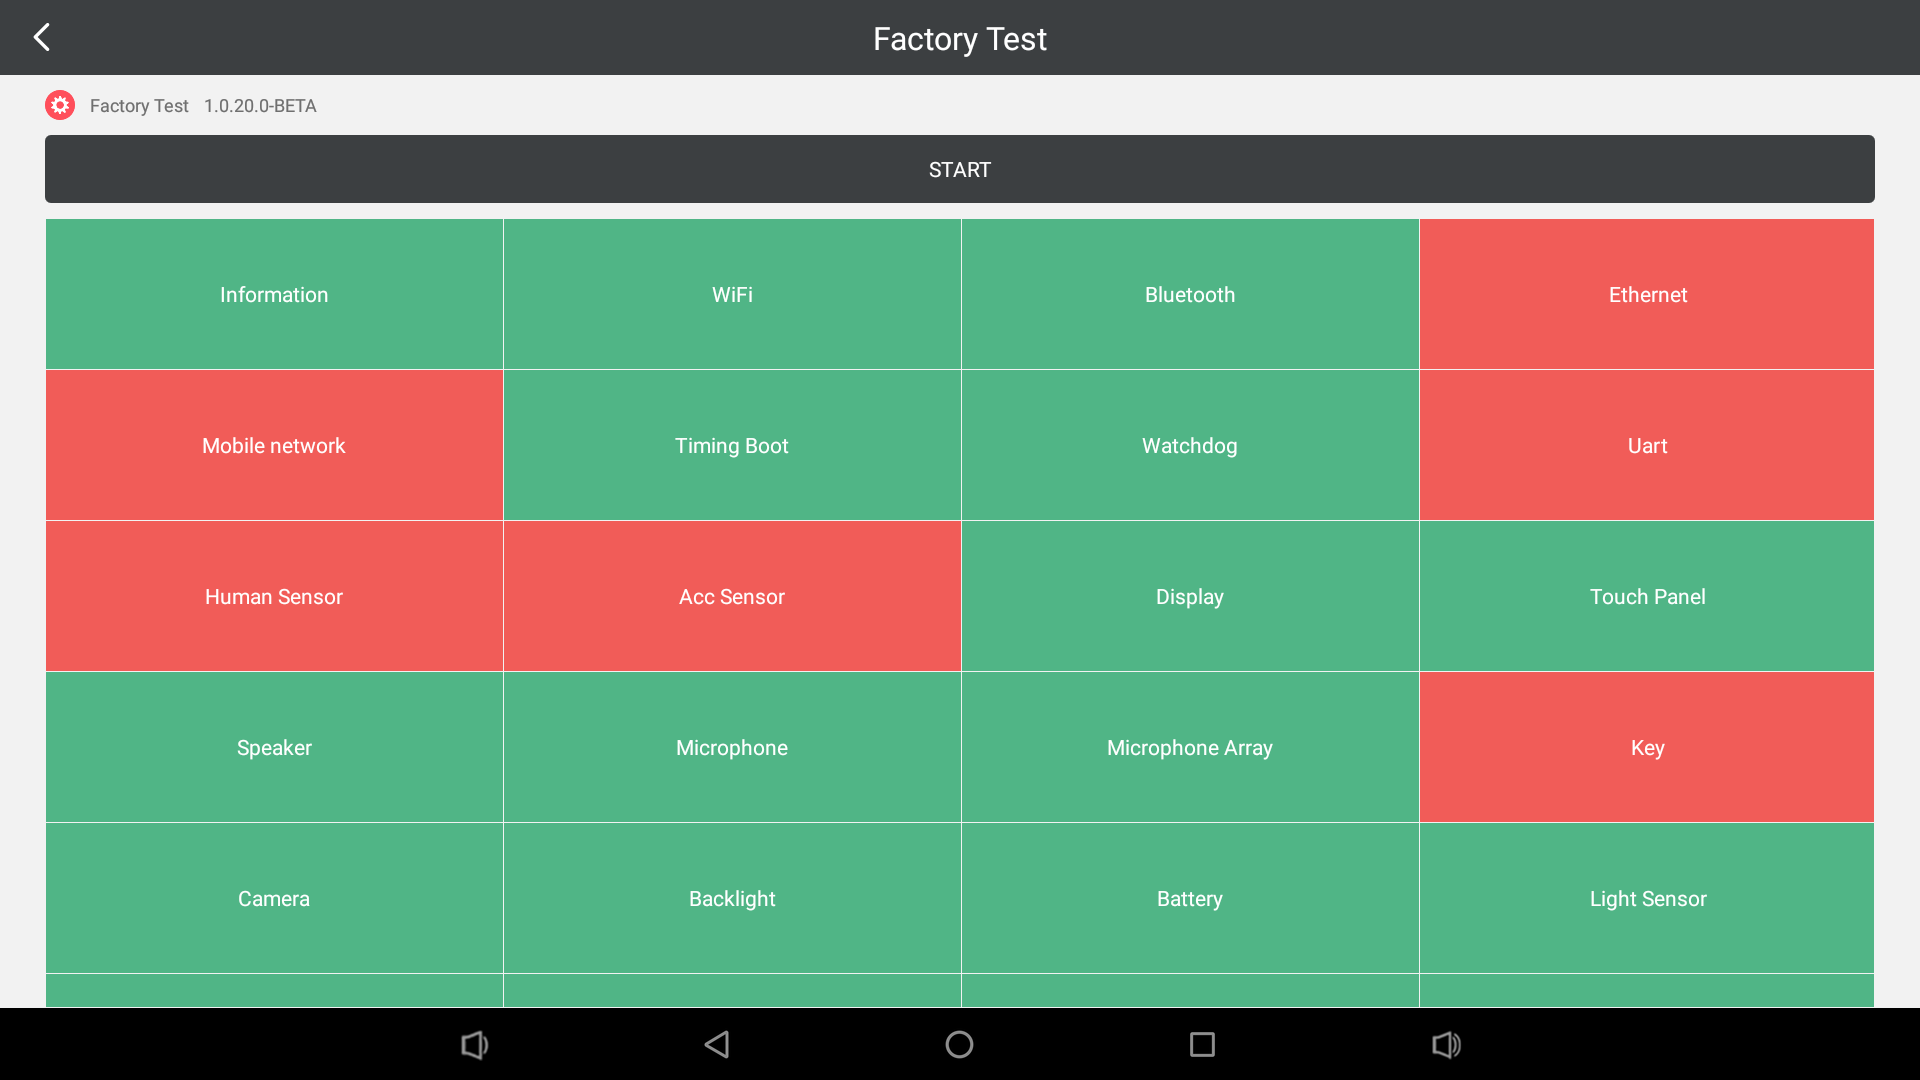 Factory Test
Factory Test 1.0.20.0-BETA
START
Information
WiFi
Bluetooth
Ethernet
Mobile network
Timing Boot
Watchdog
Uart
Human Sensor
Acc Sensor
Display
Touch Panel
Speaker
Microphone
Microphone Array
Key
Camera
Backlight
Battery
Light Sensor